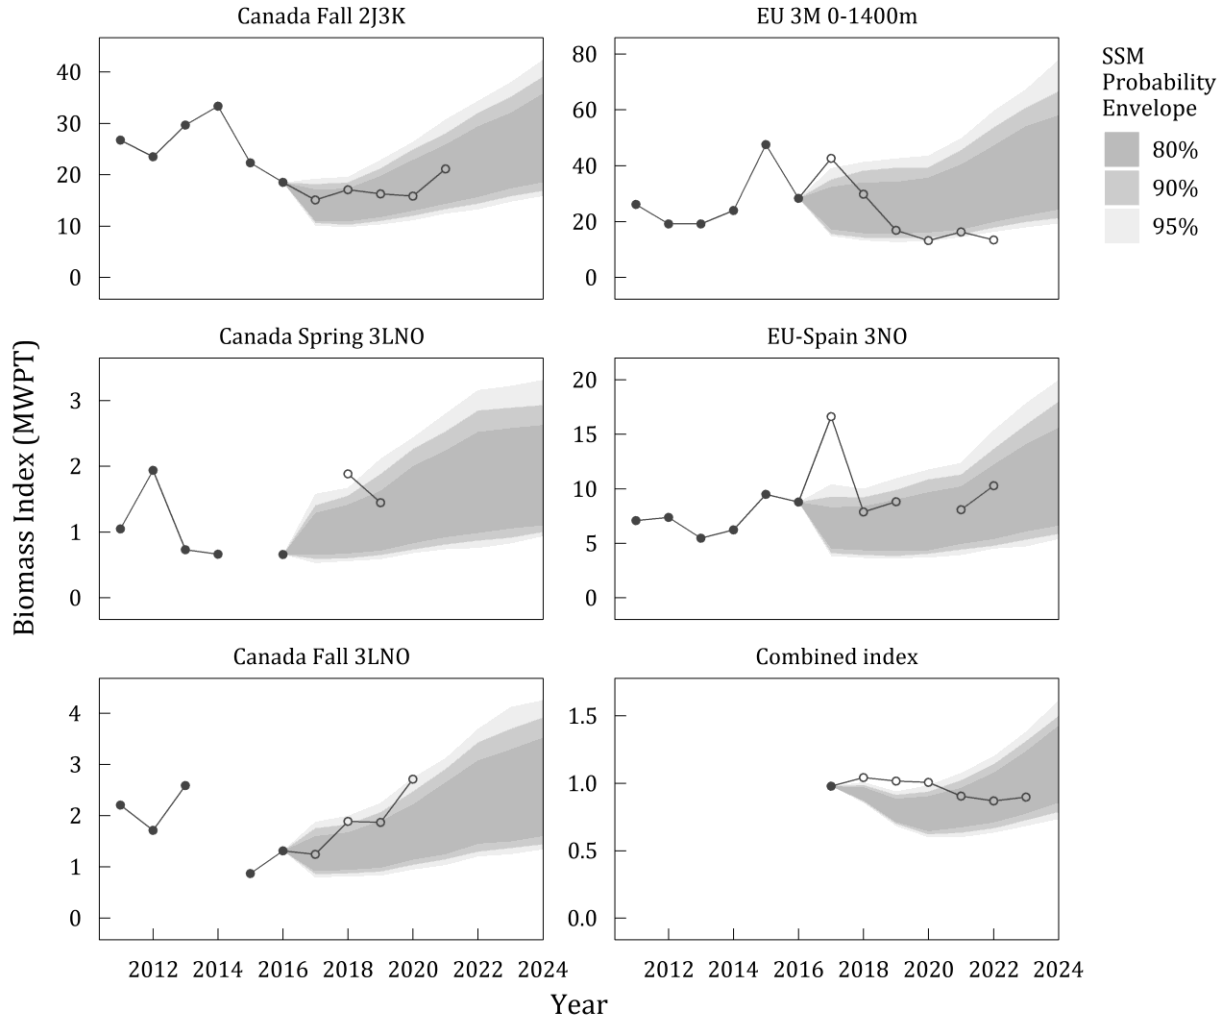 Canada Fall 2J3K
40
30
20
10
0
EU 3M 0-1400m
80
60
40
20
0
SSM
Probability
Envelope
80%
90%
95%
Biomass Index (MWPT)
Canada Spring 3LNO
3
2
1
0
EU-Spain 3NO
20
15
10
5
0
Canada Fall 3LNO
4
3
2
1
0
2012 2014 2016 2018 2020 2022 2024
Combined index
1.5
1.0
0.5
0.0
2012 2014 2016 2018 2020 2022 2024
Year